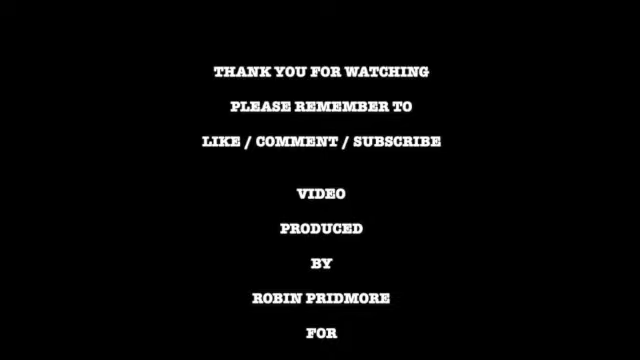 THANK YOU FOR WATCHING
PLEASE REMEMBER TO
LIKE / COMMENT / SUBSCRIBE
VIDEO
PRODUCED
BY
ROBIN PRIDMORE
FOR